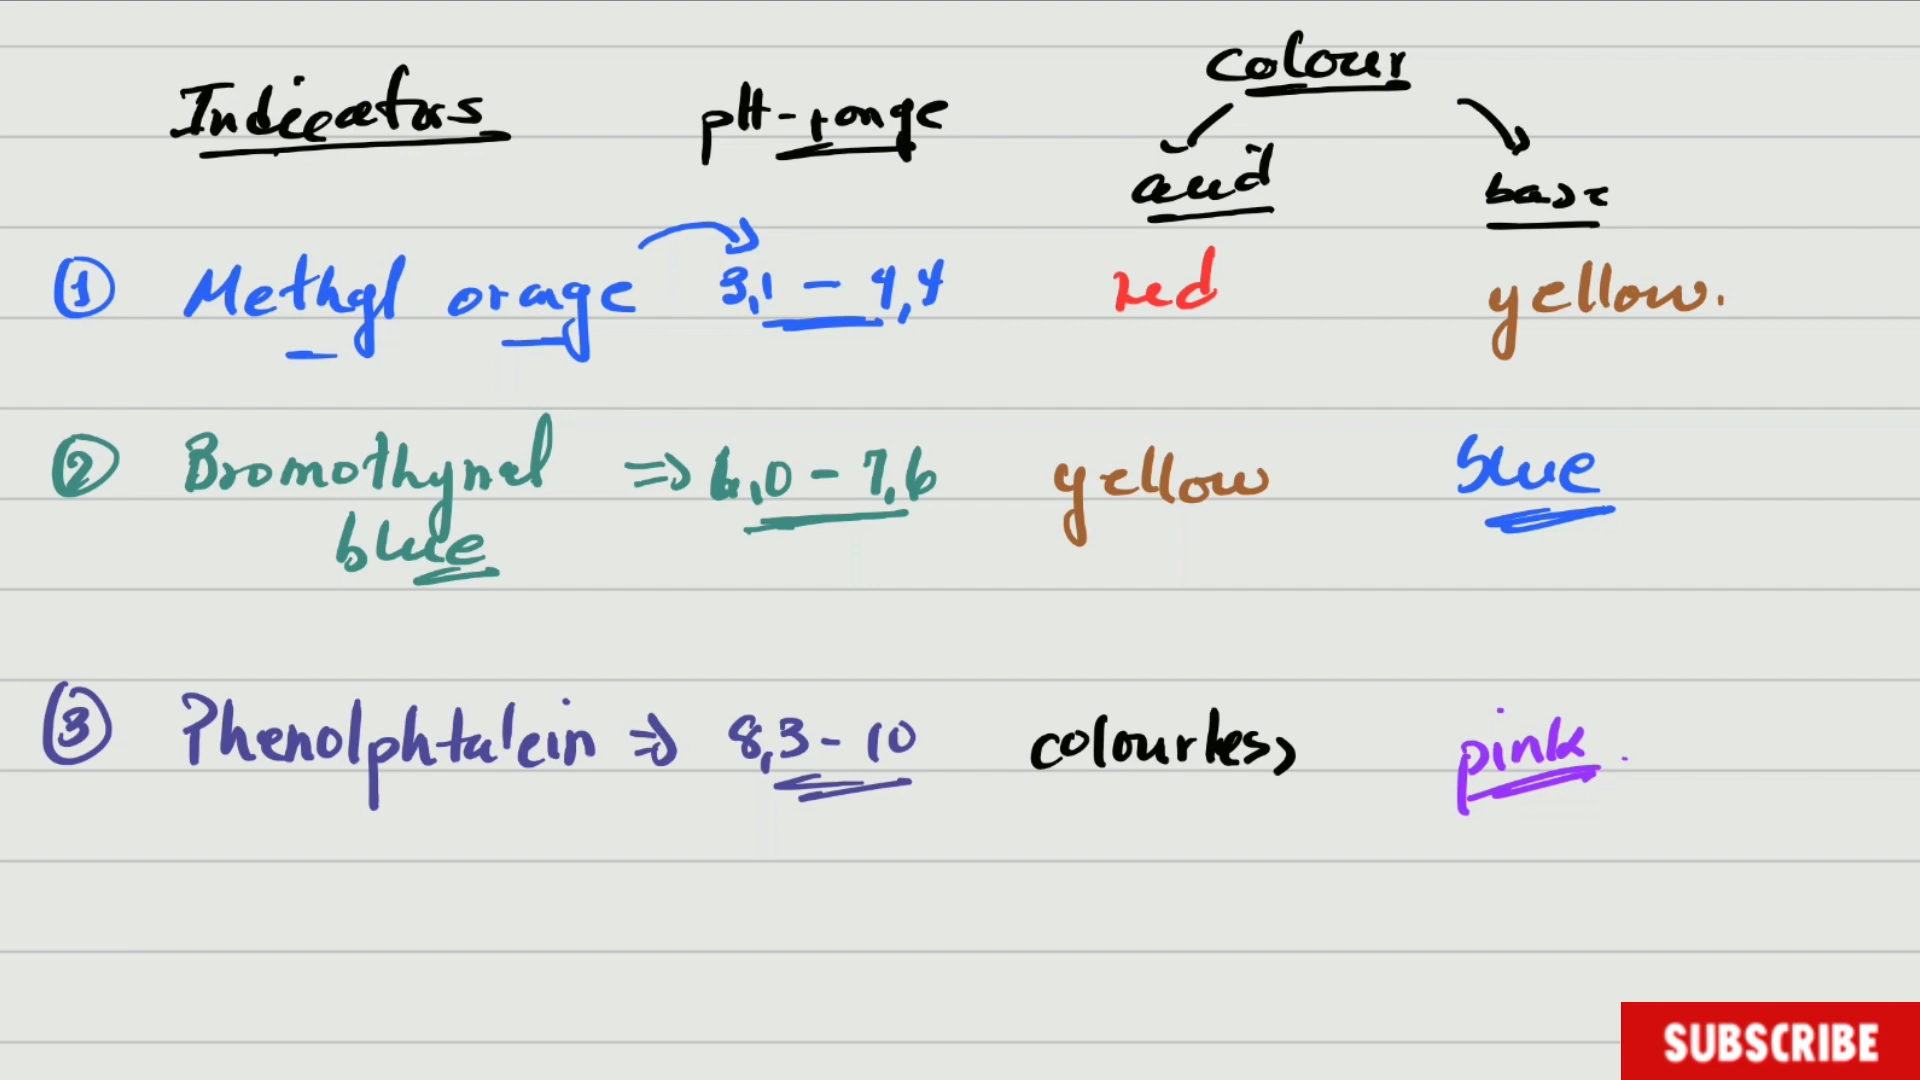 Colour
Indicators pH-range
acid base
① Methyl orange 3,1 - 4,4 red yellow.
② Bromothymol ⇒ 6,0 - 7,6 yellow blue
blue
③ Phenolphtalein ⇒ 8,3 - 10 colourless pink.
SUBSCRIBE